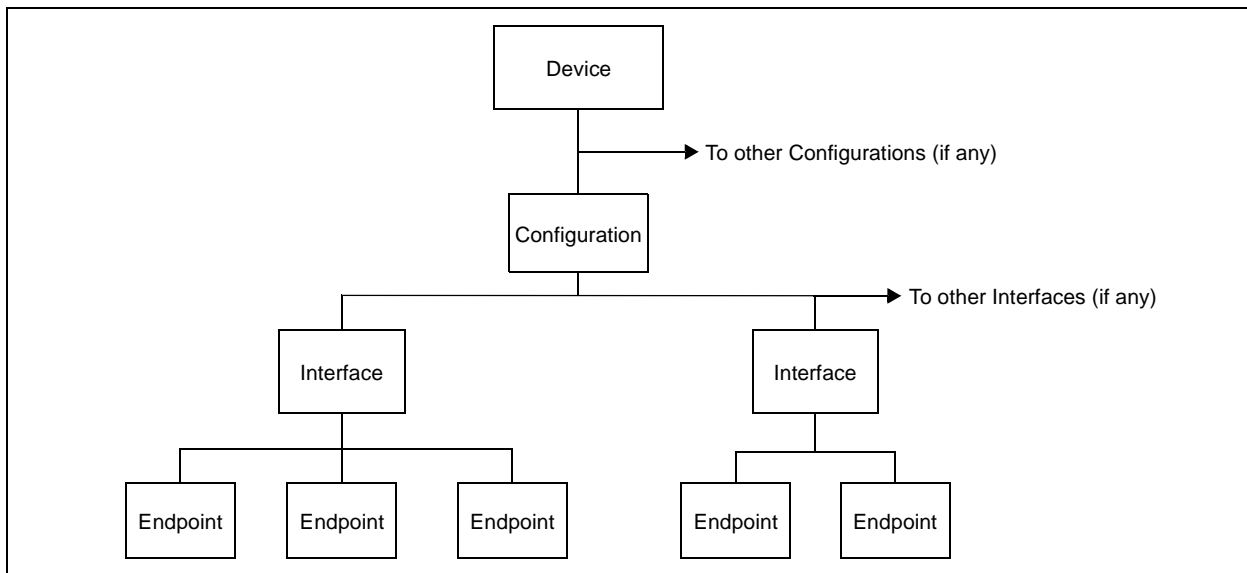 Device
To other Configurations (if any)
Configuration
To other Interfaces (if any)
Interface
Interface
Endpoint
Endpoint
Endpoint
Endpoint
Endpoint